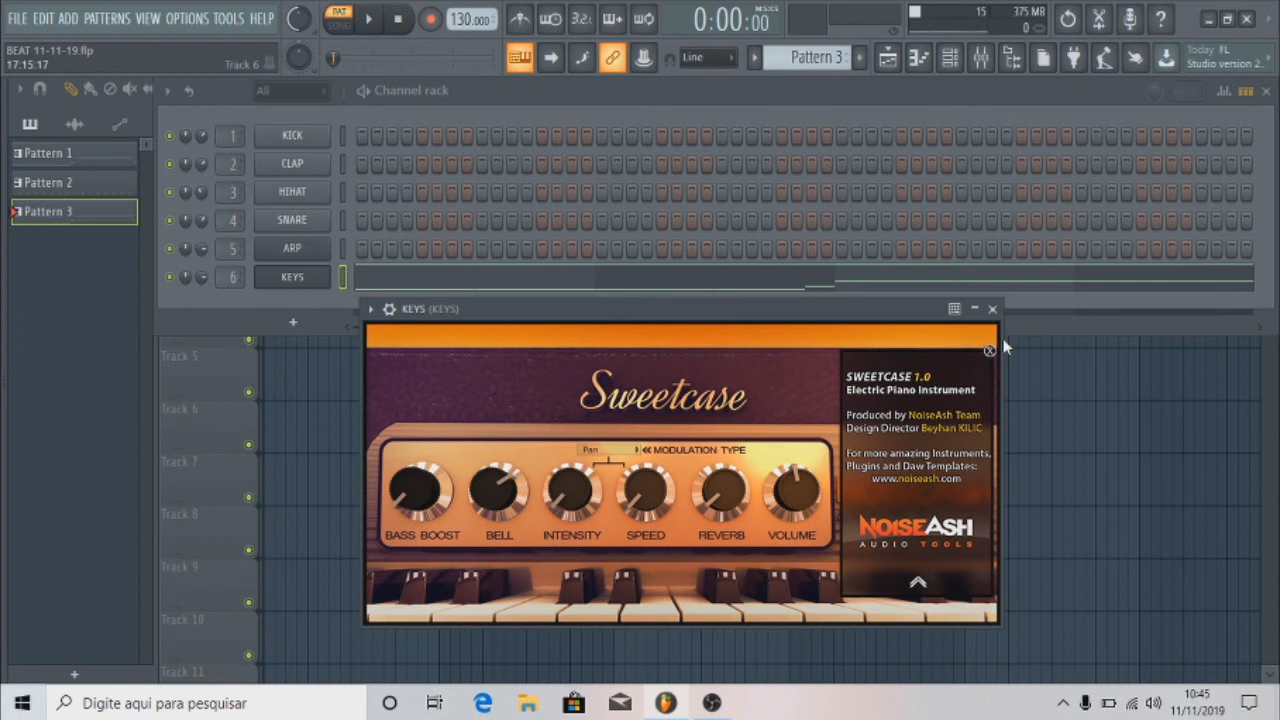 FILE EDIT ADD PATTERNS VIEW OPTIONS TOOLS HELP
PAT
SONG
130.000
3.2.
0:00:00
M:S:CS
15
375 MB
0
?
BEAT 11-11-19.flp
17.15.17
Track 6
Line
Pattern 3
Today FL
Studio version 2..
All
Channel rack
Pattern 1
Pattern 2
Pattern 3
1 KICK
2 CLAP
3 HIHAT
4 SNARE
5 ARP
6 KEYS
+
KEYS (KEYS)
Track 5
Track 6
Track 7
Track 8
Track 9
Track 10
Track 11
+
Sweetcase
Pan
MODULATION TYPE
BASS BOOST
BELL
INTENSITY
SPEED
REVERB
VOLUME
X
SWEETCASE 1.0
Electric Piano Instrument
Produced by NoiseAsh Team
Design Director Beyhan KILIC
For more amazing Instruments,
Plugins and Daw Templates:
www.noiseash.com
NOISEASH
AUDIO TOOLS
Digite aqui para pesquisar
10:45
11/11/2019